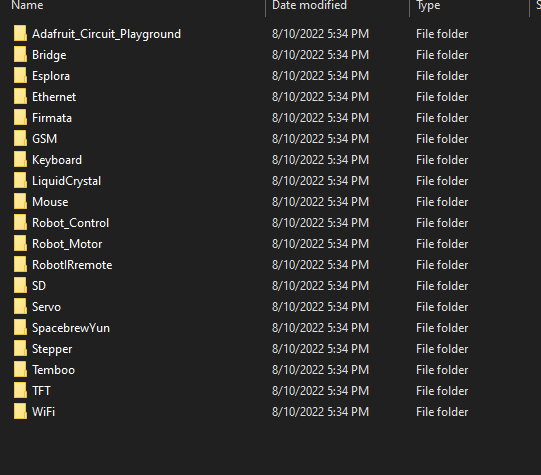 Name Date modified Type S
Adafruit_Circuit_Playground 8/10/2022 5:34 PM File folder
Bridge 8/10/2022 5:34 PM File folder
Esplora 8/10/2022 5:34 PM File folder
Ethernet 8/10/2022 5:34 PM File folder
Firmata 8/10/2022 5:34 PM File folder
GSM 8/10/2022 5:34 PM File folder
Keyboard 8/10/2022 5:34 PM File folder
LiquidCrystal 8/10/2022 5:34 PM File folder
Mouse 8/10/2022 5:34 PM File folder
Robot_Control 8/10/2022 5:34 PM File folder
Robot_Motor 8/10/2022 5:34 PM File folder
RobotIRremote 8/10/2022 5:34 PM File folder
SD 8/10/2022 5:34 PM File folder
Servo 8/10/2022 5:34 PM File folder
SpacebrewYun 8/10/2022 5:34 PM File folder
Stepper 8/10/2022 5:34 PM File folder
Temboo 8/10/2022 5:34 PM File folder
TFT 8/10/2022 5:34 PM File folder
WiFi 8/10/2022 5:34 PM File folder